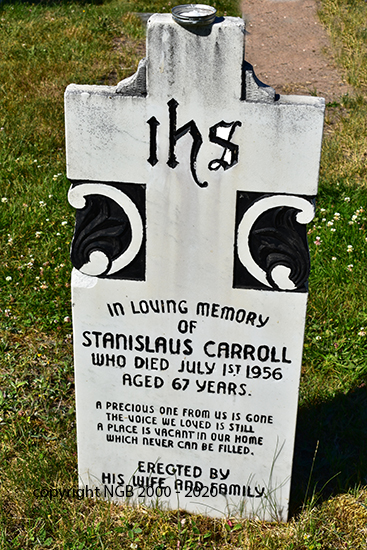 ihs
IN LOVING MEMORY
OF
STANISLAUS CARROLL
WHO DIED JULY 1ST 1956
AGED 67 YEARS.
A PRECIOUS ONE FROM US IS GONE
THE VOICE WE LOVED IS STILL
A PLACE IS VACANT IN OUR HOME
WHICH NEVER CAN BE FILLED.
ERECTED BY
HIS WIFE AND FAMILY.
copyright NGB 2000 - 2020